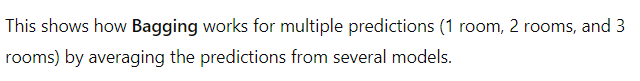 This shows how Bagging works for multiple predictions (1 room, 2 rooms, and 3
rooms) by averaging the predictions from several models.